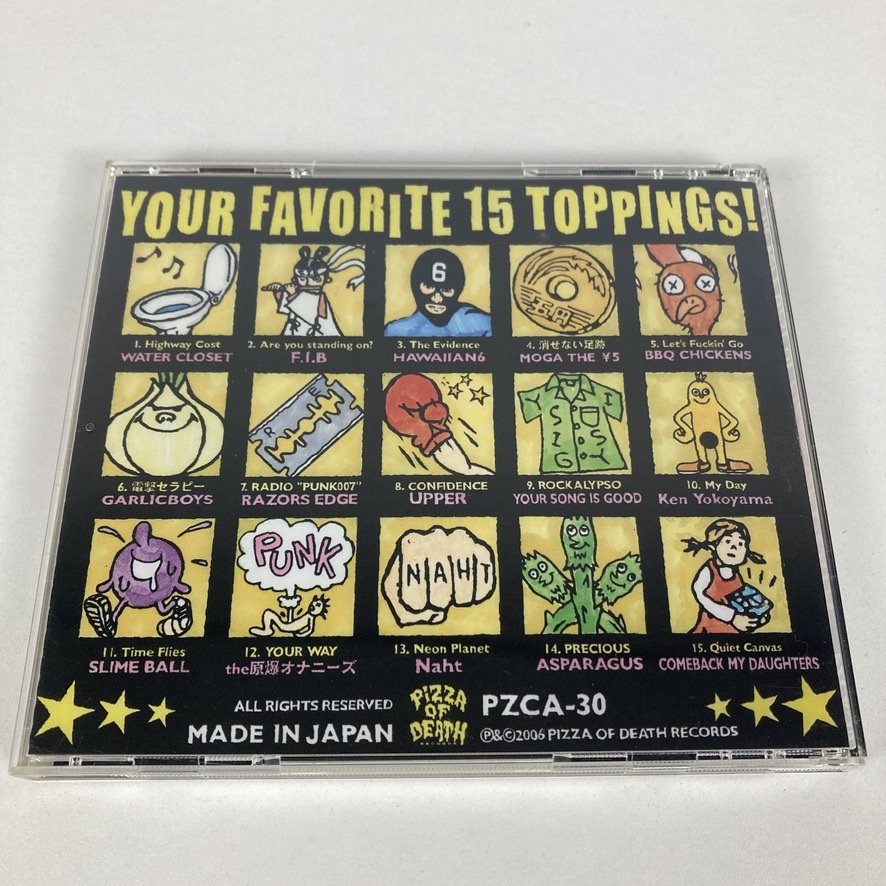 YOUR FAVORITE 15 TOPPINGS!
6
五円
1. Highway Cost
WATER CLOSET
2. Are you standing on?
F.I.B
3. The Evidence
HAWAIIAN6
4. 消せない足跡
MOGA THE ¥5
5. Let's Fuckin' Go
BBQ CHICKENS
R E
YSIG
I
DSY
6. 電撃セラピー
GARLICBOYS
7. RADIO "PUNK007"
RAZORS EDGE
8. CONFIDENCE
UPPER
9. ROCKALYPSO
YOUR SONG IS GOOD
10. My Day
Ken Yokoyama
PUNK
NAHT
11. Time Flies
SLIME BALL
12. YOUR WAY
the原爆オナニーズ
13. Neon Planet
Naht
14. PRECIOUS
ASPARAGUS
15. Quiet Canvas
COMEBACK MY DAUGHTERS
ALL RIGHTS RESERVED
MADE IN JAPAN
PIZZA
OF
DEATH
RECORDS
PZCA-30
℗&©2006 PIZZA OF DEATH RECORDS